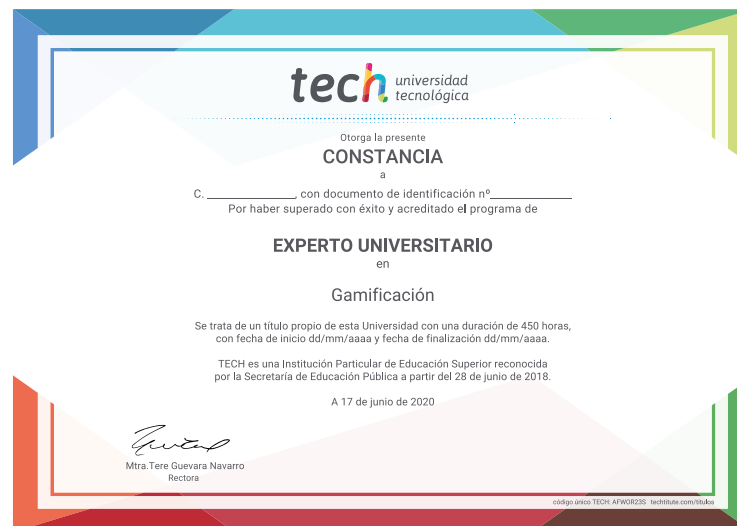 tech universidad
tecnológica
Otorga la presente
CONSTANCIA
a
C. ______________, con documento de identificación nº______________
Por haber superado con éxito y acreditado el programa de
EXPERTO UNIVERSITARIO
en
Gamificación
Se trata de un título propio de esta Universidad con una duración de 450 horas,
con fecha de inicio dd/mm/aaaa y fecha de finalización dd/mm/aaaa.
TECH es una Institución Particular de Educación Superior reconocida
por la Secretaría de Educación Pública a partir del 28 de junio de 2018.
A 17 de junio de 2020
Mtra.Tere Guevara Navarro
Rectora
código único TECH: AFWOR23S techtitute.com/titulos